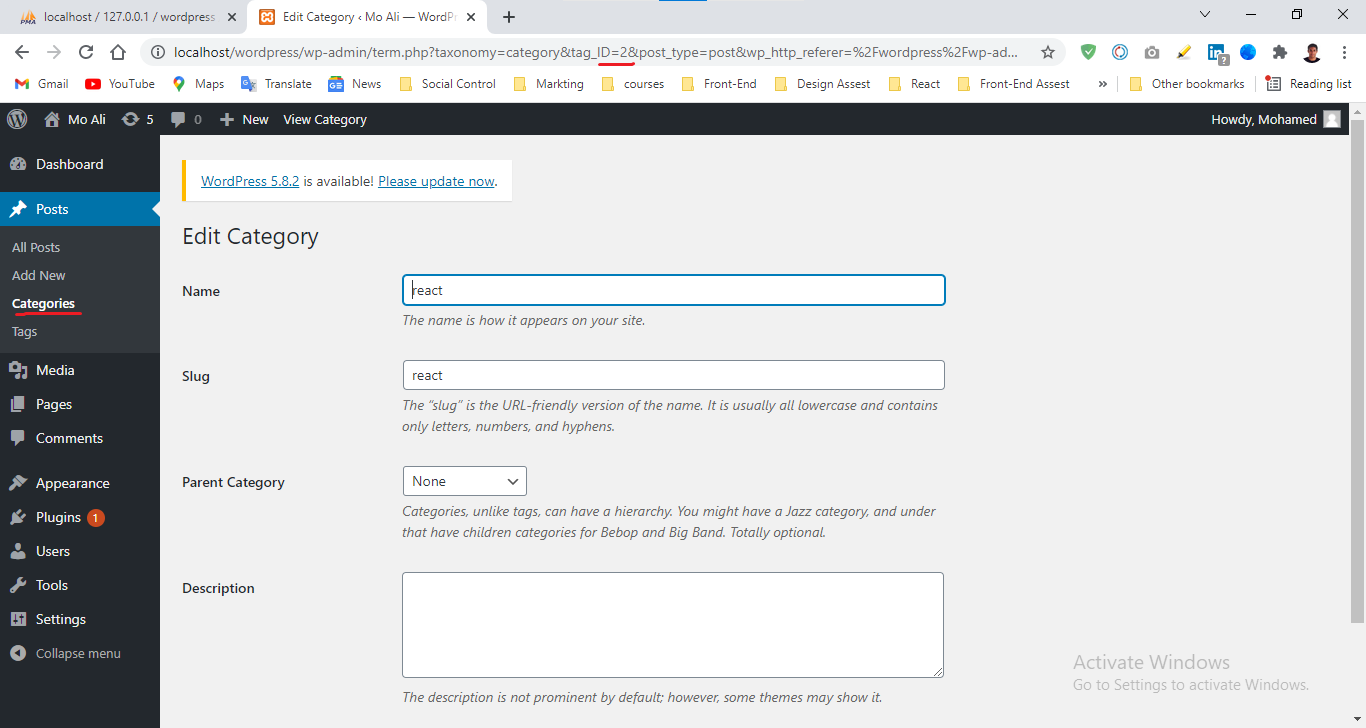 localhost / 127.0.0.1 / wordpress
Edit Category ‹ Mo Ali — WordPr
localhost/wordpress/wp-admin/term.php?taxonomy=category&tag_ID=2&post_type=post&wp_http_referer=%2Fwordpress%2Fwp-ad...
Gmail YouTube Maps Translate News Social Control Markting courses Front-End Design Assest React Front-End Assest » Other bookmarks Reading list
Mo Ali 5 0 + New View Category Howdy, Mohamed
Dashboard
Posts
All Posts
Add New
Categories
Tags
Media
Pages
Comments
Appearance
Plugins 1
Users
Tools
Settings
Collapse menu
WordPress 5.8.2 is available! Please update now.
Edit Category
Name
react
The name is how it appears on your site.
Slug
react
The “slug” is the URL-friendly version of the name. It is usually all lowercase and contains
only letters, numbers, and hyphens.
Parent Category
None
Categories, unlike tags, can have a hierarchy. You might have a Jazz category, and under
that have children categories for Bebop and Big Band. Totally optional.
Description
The description is not prominent by default; however, some themes may show it.
Activate Windows
Go to Settings to activate Windows.